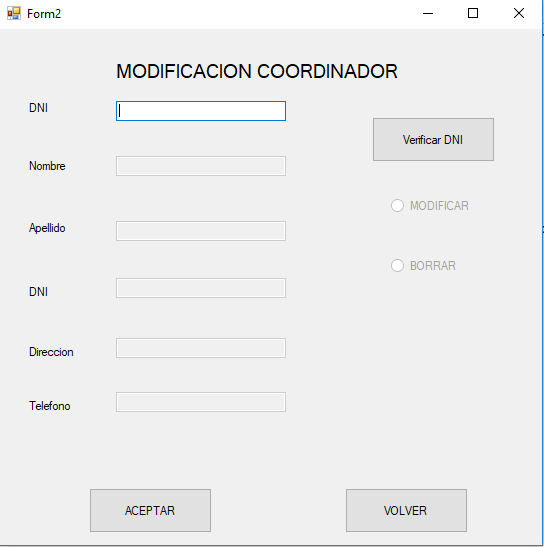 Form2
MODIFICACION COORDINADOR
DNI
Verificar DNI
Nombre
MODIFICAR
Apellido
BORRAR
DNI
Direccion
Telefono
ACEPTAR
VOLVER